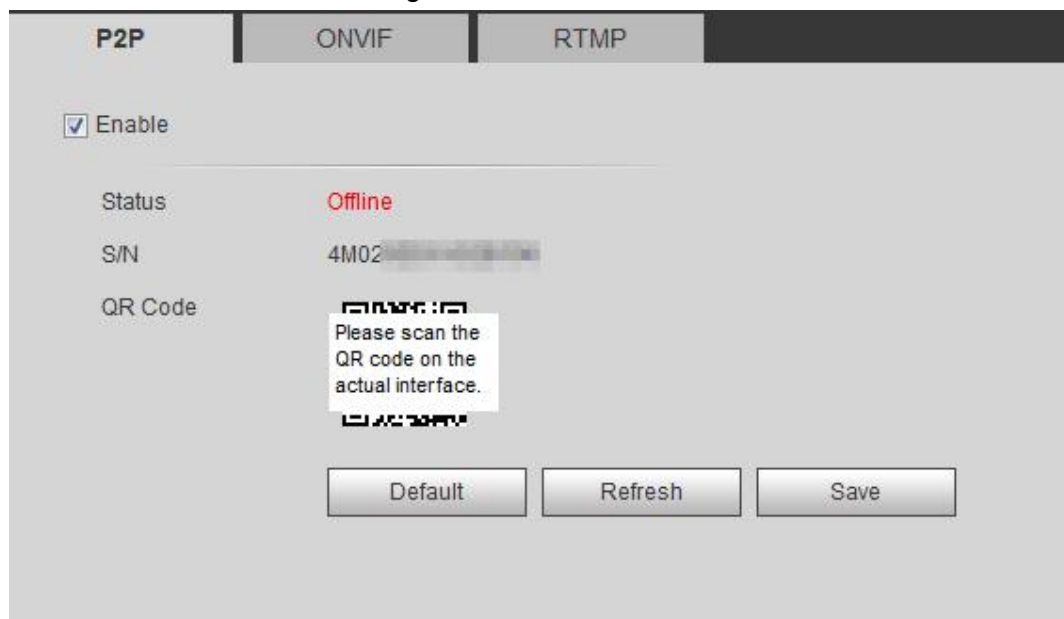 P2P ONVIF RTMP
Enable
Status Offline
S/N 4M02
QR Code
Please scan the
QR code on the
actual interface.
Default Refresh Save